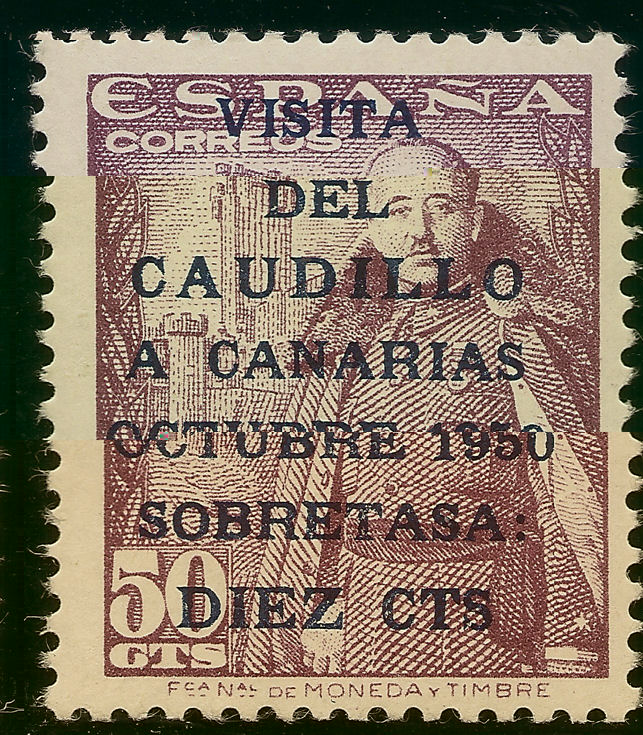 ESPAÑA
CORREOS
VISITA
DEL
CAUDILLO
A CANARIAS
OCTUBRE 1950
SOBRETASA:
DIEZ CTS
50
CTS
FCA NAL DE MONEDA Y TIMBRE